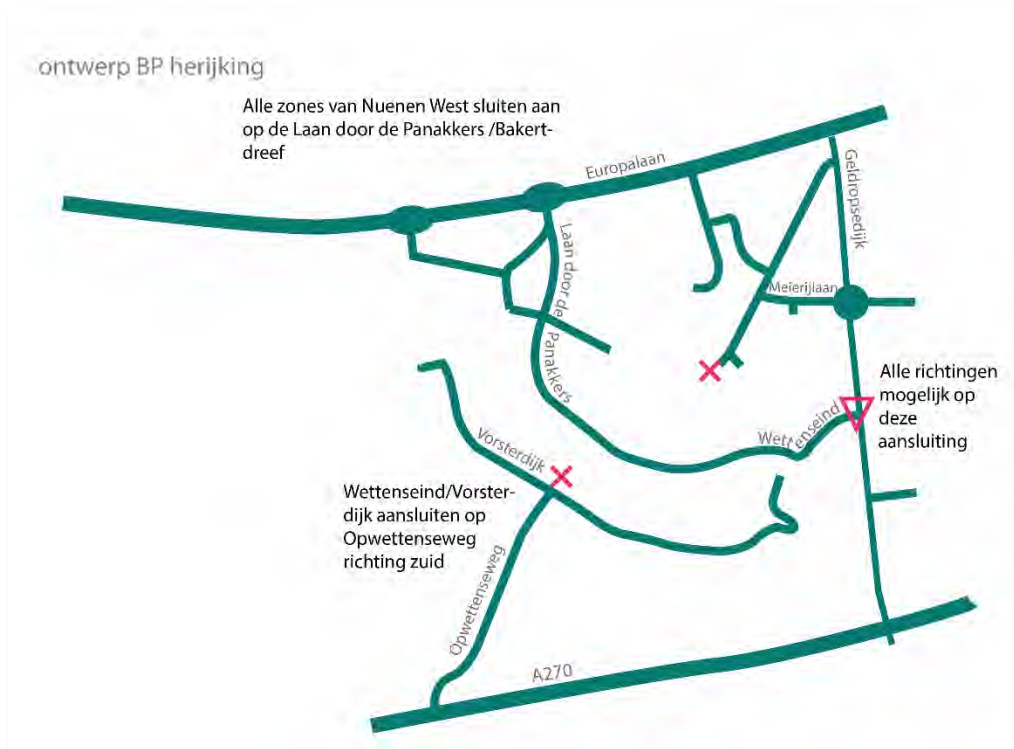 ontwerp BP herijking
Alle zones van Nuenen West sluiten aan
op de Laan door de Panakkers /Bakert-
dreef
Europalaan
Geldropsedijk
Laan door de Panakkers
Meierijlaan
Alle richtingen
mogelijk op
deze
aansluiting
Wettenseind
Vorsterdijk
Wettenseind/Vorster-
dijk aansluiten op
Opwettenseweg
richting zuid
Opwettenseweg
A270